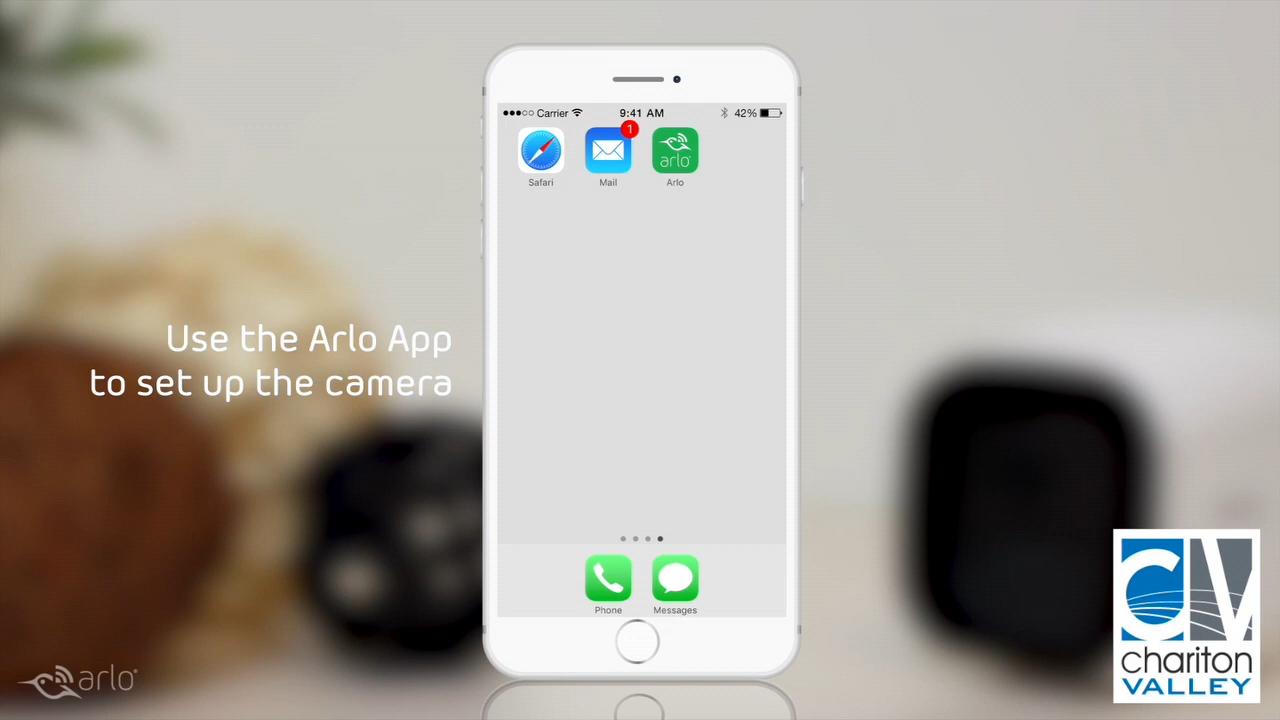 Carrier 9:41 AM 42%
1
arlo
Safari Mail Arlo
Use the Arlo App
to set up the camera
Phone Messages
arlo
CV
chariton
VALLEY